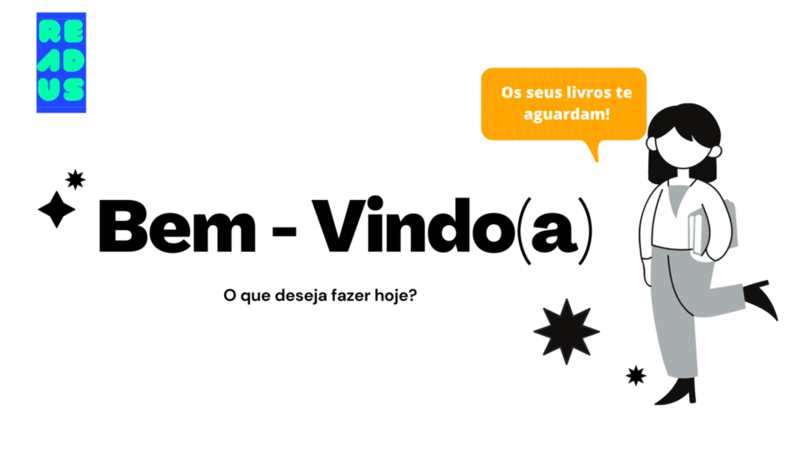 RE
AD
US
Os seus livros te
aguardam!
Bem - Vindo(a)
O que deseja fazer hoje?